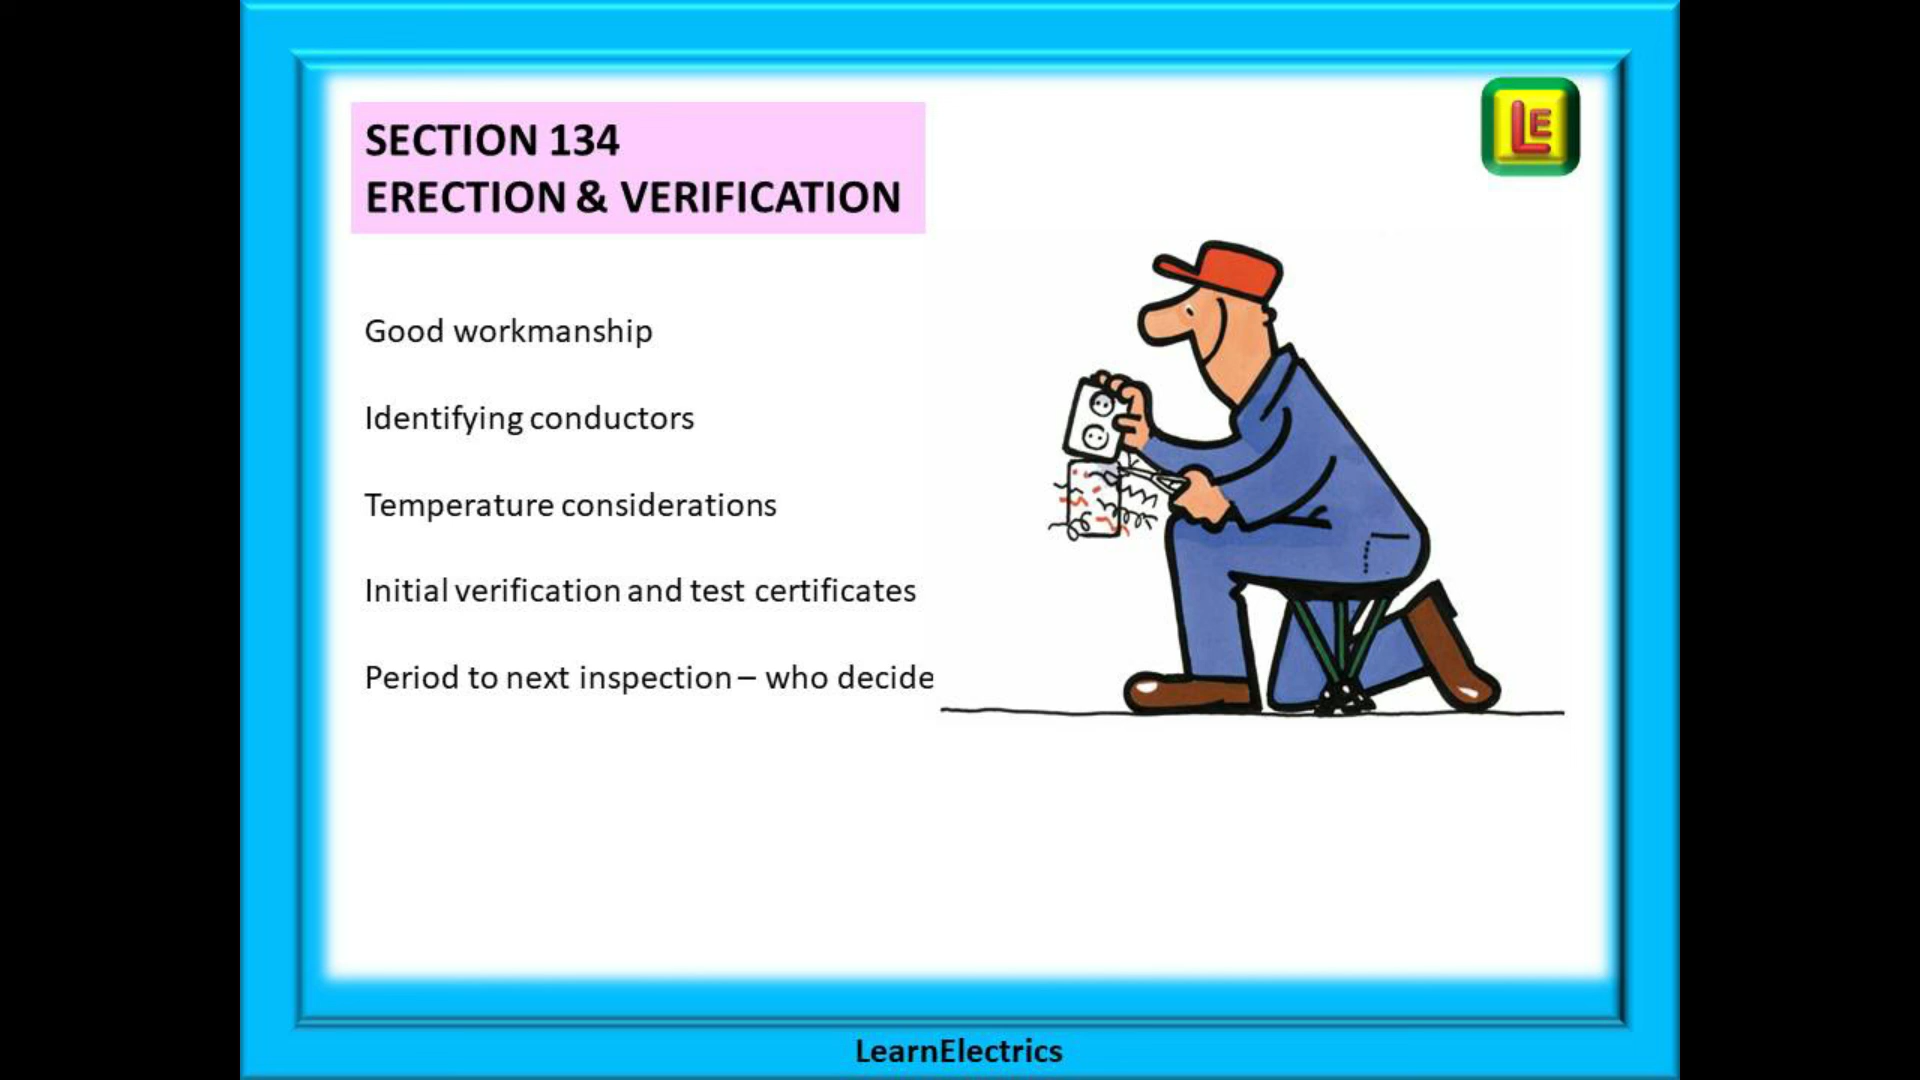 SECTION 134
ERECTION & VERIFICATION
LE
Good workmanship
Identifying conductors
Temperature considerations
Initial verification and test certificates
Period to next inspection – who decide
LearnElectrics